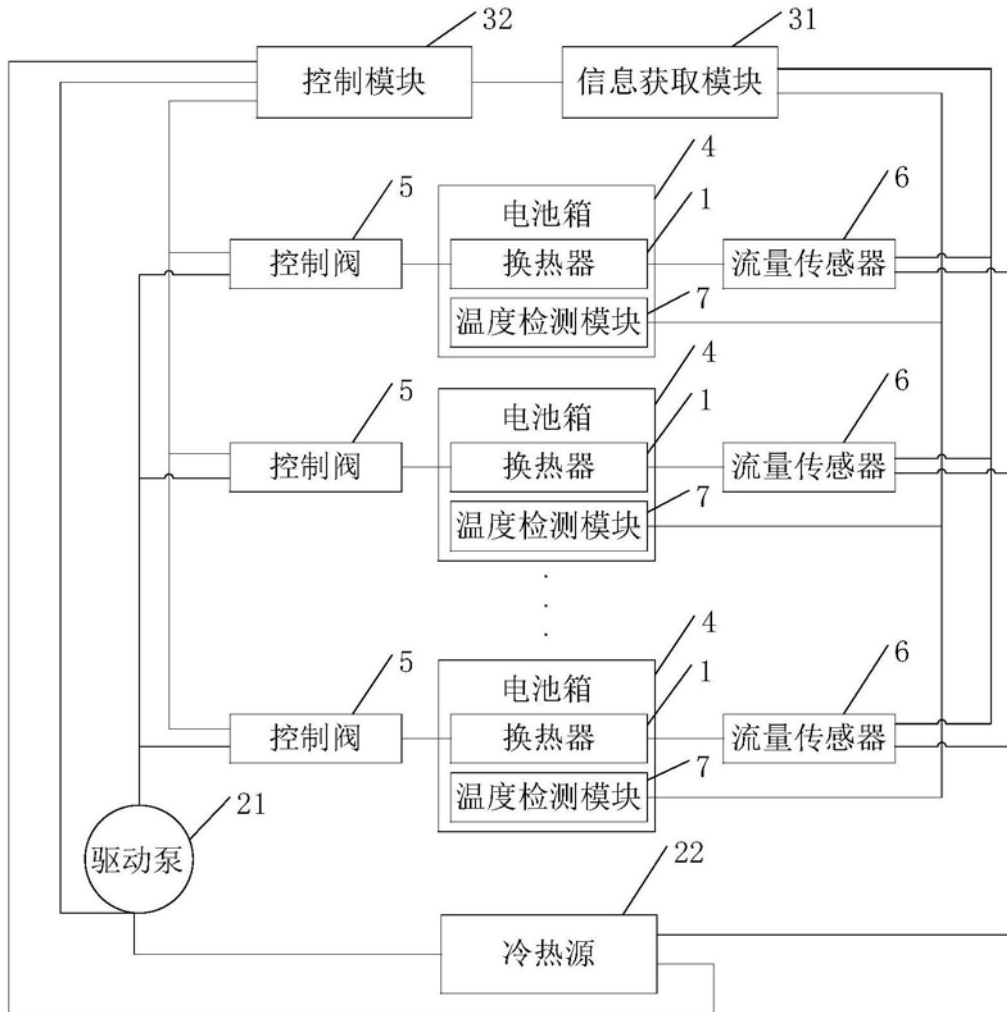 32
31
控制模块
信息获取模块
4
5
1
6
电池箱
控制阀
换热器
流量传感器
7
温度检测模块
4
5
1
6
电池箱
控制阀
换热器
流量传感器
7
温度检测模块
4
5
1
6
电池箱
控制阀
换热器
流量传感器
7
温度检测模块
21
驱动泵
22
冷热源